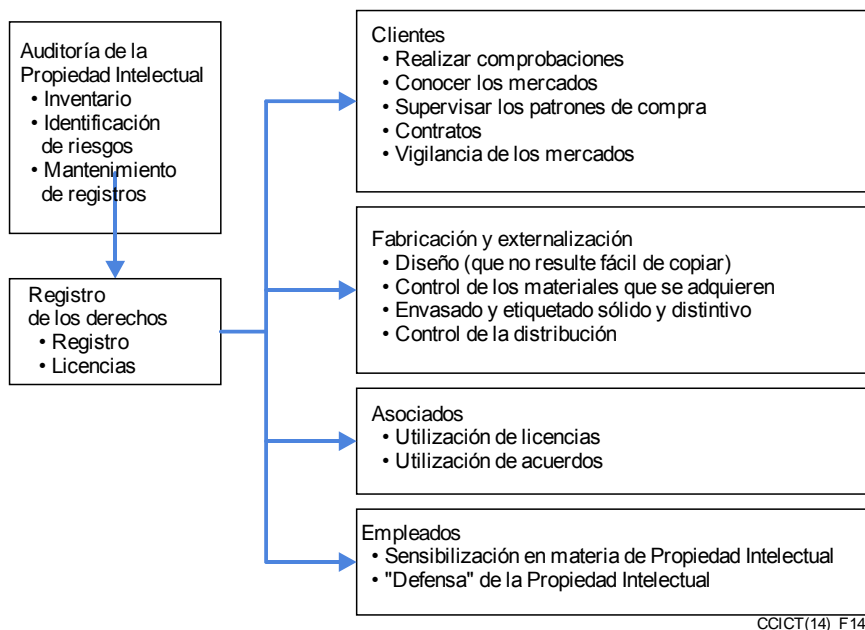 Auditoría de la
Propiedad Intelectual
• Inventario
• Identificación
de riesgos
• Mantenimiento
de registros
Registro
de los derechos
• Registro
• Licencias
Clientes
• Realizar comprobaciones
• Conocer los mercados
• Supervisar los patrones de compra
• Contratos
• Vigilancia de los mercados
Fabricación y externalización
• Diseño (que no resulte fácil de copiar)
• Control de los materiales que se adquieren
• Envasado y etiquetado sólido y distintivo
• Control de la distribución
Asociados
• Utilización de licencias
• Utilización de acuerdos
Empleados
• Sensibilización en materia de Propiedad Intelectual
• "Defensa" de la Propiedad Intelectual
CCICT(14)_F14